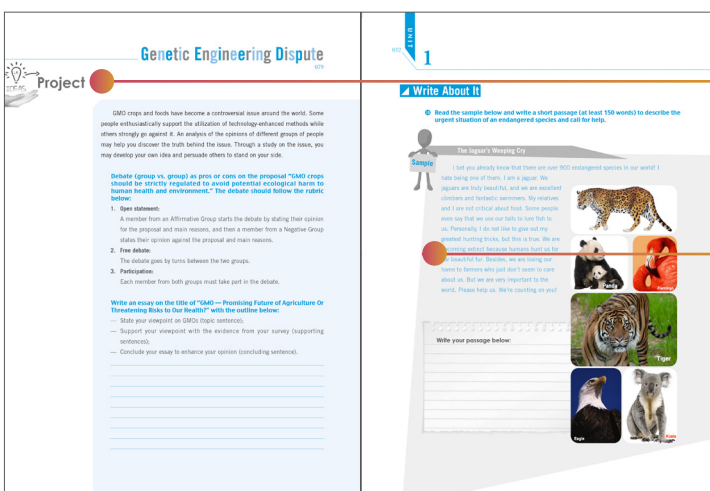 Genetic Engineering Dispute
079
IDEAS
Project
GMO crops and foods have become a controversial issue around the world. Some
people enthusiastically support the utilization of technology-enhanced methods while
others strongly go against it. An analysis of the opinions of different groups of people
may help you discover the truth behind the issue. Through a study on the issue, you
may develop your own idea and persuade others to stand on your side.
Debate (group vs. group) as pros or cons on the proposal "GMO crops
should be strictly regulated to avoid potential ecological harm to
human health and environment." The debate should follow the rubric
below:
1. Open statement:
A member from an Affirmative Group starts the debate by stating their opinion
for the proposal and main reasons, and then a member from a Negative Group
states their opinion against the proposal and main reasons.
2. Free debate:
The debate goes by turns between the two groups.
3. Participation:
Each member from both groups must take part in the debate.
Write an essay on the title of "GMO — Promising Future of Agriculture Or
Threatening Risks to Our Health?" with the outline below:
— State your viewpoint on GMOs (topic sentence);
— Support your viewpoint with the evidence from your survey (supporting
sentences);
— Conclude your essay to enhance your opinion (concluding sentence).
UNIT
1
Write About It
Read the sample below and write a short passage (at least 150 words) to describe the
urgent situation of an endangered species and call for help.
The Jaguar's Weeping Cry
Sample
I bet you already know that there are over 900 endangered species in our world! I
hate being one of them. I am a jaguar. We
jaguars are truly beautiful, and we are excellent
climbers and fantastic swimmers. My relatives
and I are not critical about food. Some people
even say that we use our tails to lure fish to
us. Personally, I do not like to give out my
greatest hunting tricks, but this is true. We are
coming extinct because humans hunt us for
beautiful fur. Besides, we are losing our
home to farmers who just don't seem to care
about us. But we are very important to the
world. Please help us. We're counting on you!
Panda
Flamingo
Tiger
Write your passage below:
Eagle
Koala